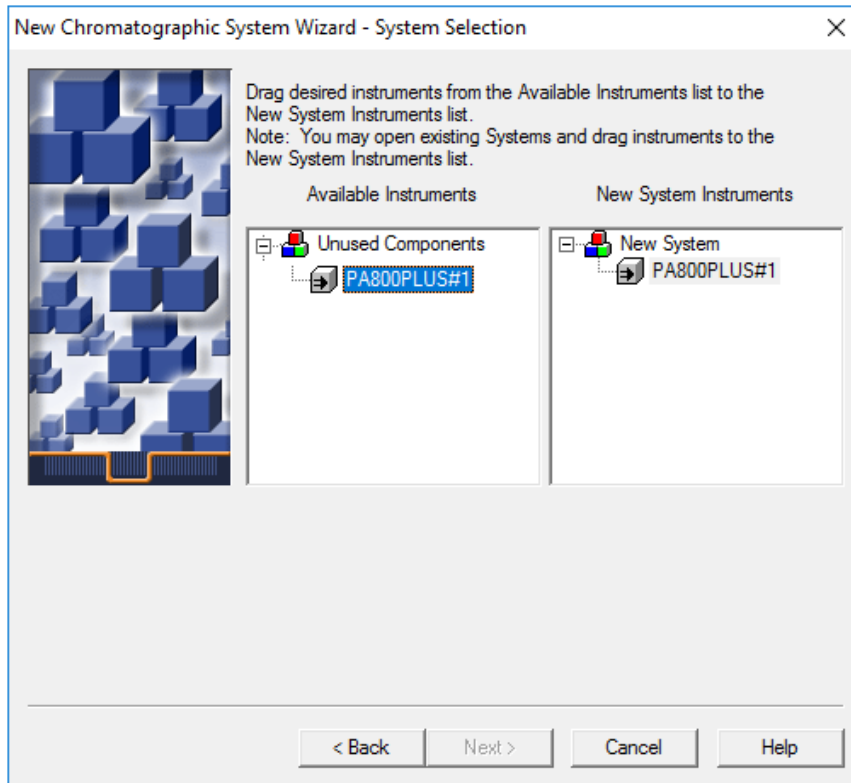 New Chromatographic System Wizard - System Selection
Drag desired instruments from the Available Instruments list to the
New System Instruments list.
Note: You may open existing Systems and drag instruments to the
New System Instruments list.
Available Instruments
New System Instruments
Unused Components
PA800PLUS#1
New System
PA800PLUS#1
< Back
Next >
Cancel
Help